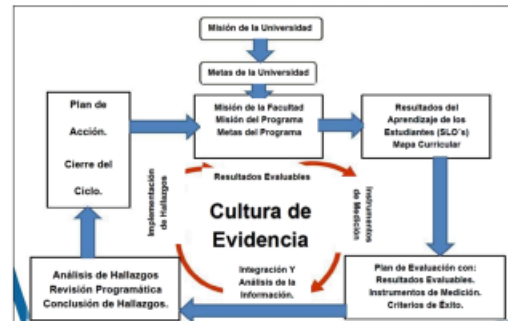 Misión de la Universidad
Metas de la Universidad
Plan de
Acción.
Cierre del
Ciclo.
Misión de la Facultad
Misión del Programa
Metas del Programa
Resultados del
Aprendizaje de los
Estudiantes (SLO´s)
Mapa Curricular
Resultados Evaluables
Implementación
de Hallazgos
Cultura de
Evidencia
Instrumentos
de Medición
Integración Y
Análisis de la
Información.
Análisis de Hallazgos
Revisión Programática
Conclusión de Hallazgos.
Plan de Evaluación con:
Resultados Evaluables.
Instrumentos de Medición.
Criterios de Éxito.